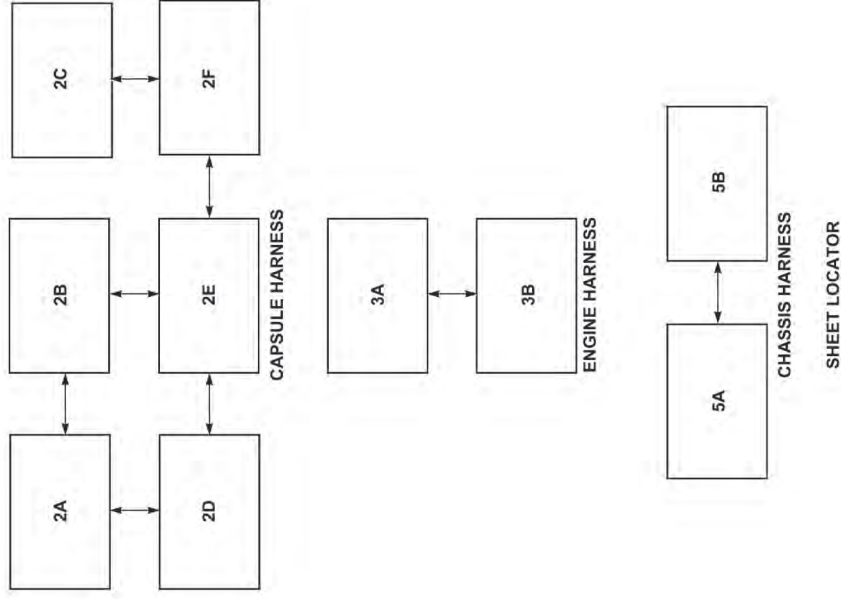 2A
2B
2C
2D
2E
2F
CAPSULE HARNESS
3A
3B
ENGINE HARNESS
5A
5B
CHASSIS HARNESS
SHEET LOCATOR